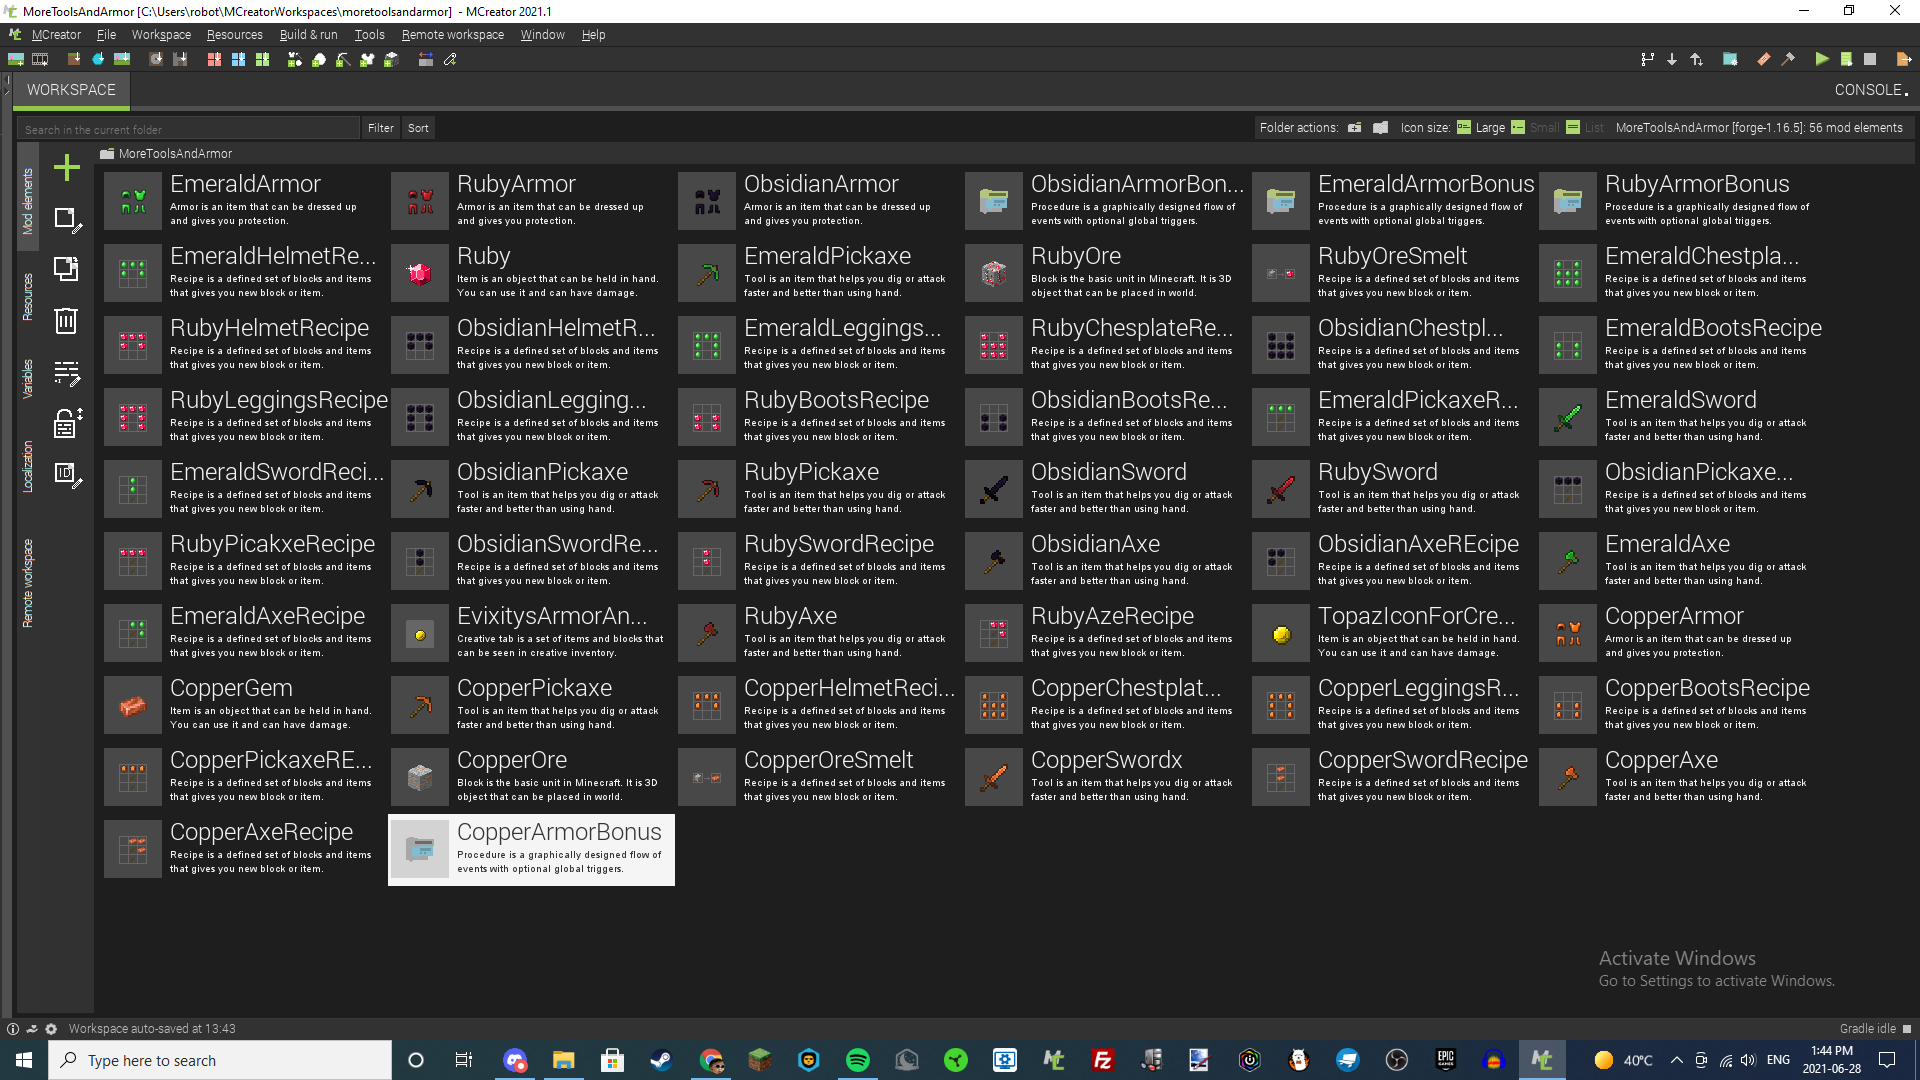 MoreToolsAndArmor [C:\Users\robot\MCreatorWorkspaces\moretoolsandarmor] - MCreator 2021.1
MCreator File Workspace Resources Build & run Tools Remote workspace Window Help
WORKSPACE CONSOLE
Search in the current folder Filter Sort Folder actions: Icon size: Large Small List MoreToolsAndArmor [forge-1.16.5]: 56 mod elements
Mod elements
Resources
Variables
Localization
Remote workspace
MoreToolsAndArmor
EmeraldArmor RubyArmor ObsidianArmor ObsidianArmorBon... EmeraldArmorBonus RubyArmorBonus
Armor is an item that can be dressed up Armor is an item that can be dressed up Armor is an item that can be dressed up Procedure is a graphically designed flow of Procedure is a graphically designed flow of Procedure is a graphically designed flow of
and gives you protection. and gives you protection. and gives you protection. events with optional global triggers. events with optional global triggers. events with optional global triggers.
EmeraldHelmetRe... Ruby EmeraldPickaxe RubyOre RubyOreSmelt EmeraldChestpla...
Recipe is a defined set of blocks and items Item is an object that can be held in hand. Tool is an item that helps you dig or attack Block is the basic unit in Minecraft. It is 3D Recipe is a defined set of blocks and items Recipe is a defined set of blocks and items
that gives you new block or item. You can use it and can have damage. faster and better than using hand. object that can be placed in world. that gives you new block or item. that gives you new block or item.
RubyHelmetRecipe ObsidianHelmetR... EmeraldLeggings... RubyChesplateRe... ObsidianChestpl... EmeraldBootsRecipe
Recipe is a defined set of blocks and items Recipe is a defined set of blocks and items Recipe is a defined set of blocks and items Recipe is a defined set of blocks and items Recipe is a defined set of blocks and items Recipe is a defined set of blocks and items
that gives you new block or item. that gives you new block or item. that gives you new block or item. that gives you new block or item. that gives you new block or item. that gives you new block or item.
RubyLeggingsRecipe ObsidianLegging... RubyBootsRecipe ObsidianBootsRe... EmeraldPickaxeR... EmeraldSword
Recipe is a defined set of blocks and items Recipe is a defined set of blocks and items Recipe is a defined set of blocks and items Recipe is a defined set of blocks and items Recipe is a defined set of blocks and items Tool is an item that helps you dig or attack
that gives you new block or item. that gives you new block or item. that gives you new block or item. that gives you new block or item. that gives you new block or item. faster and better than using hand.
EmeraldSwordReci... ObsidianPickaxe RubyPickaxe ObsidianSword RubySword ObsidianPickaxe...
Recipe is a defined set of blocks and items Tool is an item that helps you dig or attack Tool is an item that helps you dig or attack Tool is an item that helps you dig or attack Tool is an item that helps you dig or attack Recipe is a defined set of blocks and items
that gives you new block or item. faster and better than using hand. faster and better than using hand. faster and better than using hand. faster and better than using hand. that gives you new block or item.
RubyPicakxeRecipe ObsidianSwordRe... RubySwordRecipe ObsidianAxe ObsidianAxeREcipe EmeraldAxe
Recipe is a defined set of blocks and items Recipe is a defined set of blocks and items Recipe is a defined set of blocks and items Tool is an item that helps you dig or attack Recipe is a defined set of blocks and items Tool is an item that helps you dig or attack
that gives you new block or item. that gives you new block or item. that gives you new block or item. faster and better than using hand. that gives you new block or item. faster and better than using hand.
EmeraldAxeRecipe EvixitysArmorAn... RubyAxe RubyAzeRecipe TopazIconForCre... CopperArmor
Recipe is a defined set of blocks and items Creative tab is a set of items and blocks that Tool is an item that helps you dig or attack Recipe is a defined set of blocks and items Item is an object that can be held in hand. Armor is an item that can be dressed up
that gives you new block or item. can be seen in creative inventory. faster and better than using hand. that gives you new block or item. You can use it and can have damage. and gives you protection.
CopperGem CopperPickaxe CopperHelmetReci... CopperChestplat... CopperLeggingsR... CopperBootsRecipe
Item is an object that can be held in hand. Tool is an item that helps you dig or attack Recipe is a defined set of blocks and items Recipe is a defined set of blocks and items Recipe is a defined set of blocks and items Recipe is a defined set of blocks and items
You can use it and can have damage. faster and better than using hand. that gives you new block or item. that gives you new block or item. that gives you new block or item. that gives you new block or item.
CopperPickaxeRE... CopperOre CopperOreSmelt CopperSwordx CopperSwordRecipe CopperAxe
Recipe is a defined set of blocks and items Block is the basic unit in Minecraft. It is 3D Recipe is a defined set of blocks and items Tool is an item that helps you dig or attack Recipe is a defined set of blocks and items Tool is an item that helps you dig or attack
that gives you new block or item. object that can be placed in world. that gives you new block or item. faster and better than using hand. that gives you new block or item. faster and better than using hand.
CopperAxeRecipe CopperArmorBonus
Recipe is a defined set of blocks and items Procedure is a graphically designed flow of
that gives you new block or item. events with optional global triggers.
Activate Windows
Go to Settings to activate Windows.
Workspace auto-saved at 13:43 Gradle idle
Type here to search EPIC GAMES 40°C ENG 1:44 PM
2021-06-28